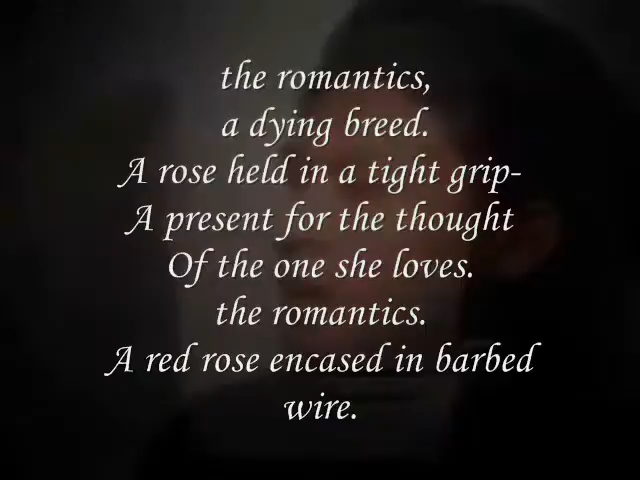 the romantics,
a dying breed.
A rose held in a tight grip-
A present for the thought
Of the one she loves.
the romantics.
A red rose encased in barbed
wire.